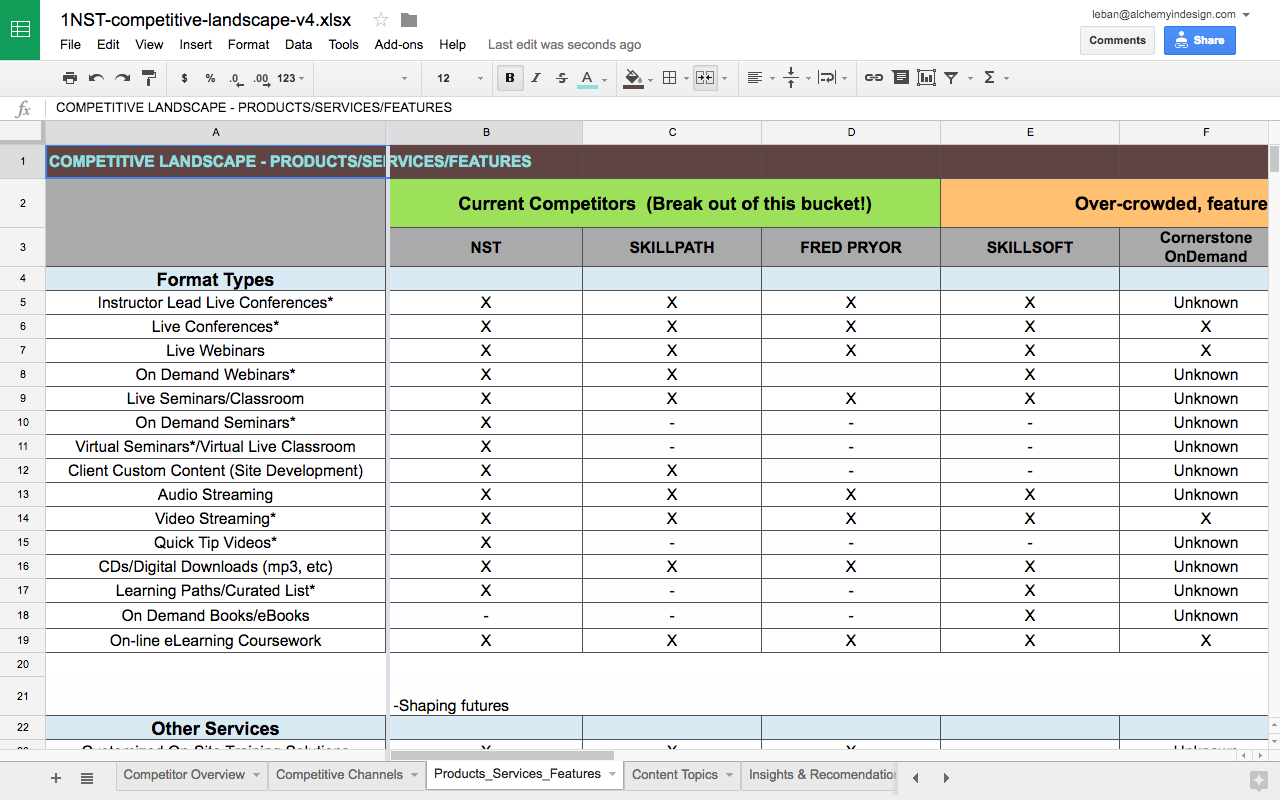 1NST-competitive-landscape-v4.xlsx
leban@alchemyindesign.com
File Edit View Insert Format Data Tools Add-ons Help Last edit was seconds ago
Comments Share
$ % .0 .00 123 12 B I S A
fx COMPETITIVE LANDSCAPE - PRODUCTS/SERVICES/FEATURES
A B C D E F
1 COMPETITIVE LANDSCAPE - PRODUCTS/SERVICES/FEATURES
2 Current Competitors (Break out of this bucket!) Over-crowded, feature
3 NST SKILLPATH FRED PRYOR SKILLSOFT Cornerstone OnDemand
4 Format Types
5 Instructor Lead Live Conferences* X X X X Unknown
6 Live Conferences* X X X X X
7 Live Webinars X X X X X
8 On Demand Webinars* X X X Unknown
9 Live Seminars/Classroom X X X X Unknown
10 On Demand Seminars* X - - - Unknown
11 Virtual Seminars*/Virtual Live Classroom X - - - Unknown
12 Client Custom Content (Site Development) X X - - Unknown
13 Audio Streaming X X X X Unknown
14 Video Streaming* X X X X X
15 Quick Tip Videos* X - - - Unknown
16 CDs/Digital Downloads (mp3, etc) X X X X Unknown
17 Learning Paths/Curated List* X - - X Unknown
18 On Demand Books/eBooks - - - X Unknown
19 On-line eLearning Coursework X X X X X
20
21 -Shaping futures
22 Other Services
Competitor Overview Competitive Channels Products_Services_Features Content Topics Insights & Recomendatio